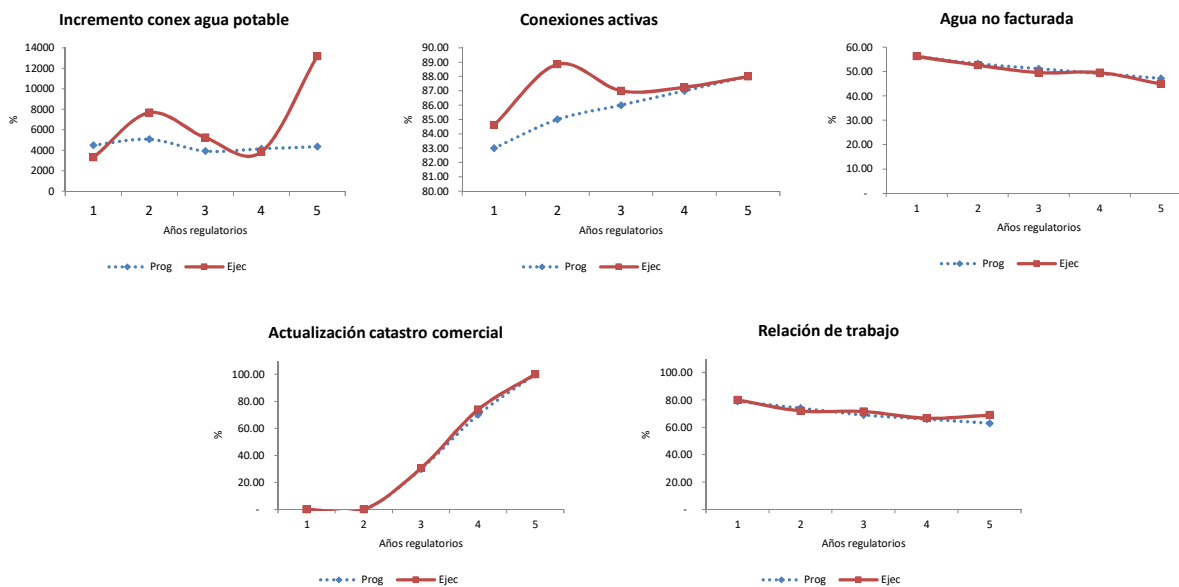 Incremento conex agua potable
14000
12000
10000
8000
6000
4000
2000
0
%
1 2 3 4 5
Años regulatorios
Prog Ejec
Conexiones activas
90.00
89.00
88.00
87.00
86.00
85.00
84.00
83.00
82.00
81.00
80.00
%
1 2 3 4 5
Años regulatorios
Prog Ejec
Agua no facturada
60.00
50.00
40.00
30.00
20.00
10.00
-
%
1 2 3 4 5
Años regulatorios
Prog Ejec
Actualización catastro comercial
100.00
80.00
60.00
40.00
20.00
-
%
1 2 3 4 5
Años regulatorios
Prog Ejec
Relación de trabajo
100.00
80.00
60.00
40.00
20.00
-
%
1 2 3 4 5
Años regulatorios
Prog Ejec